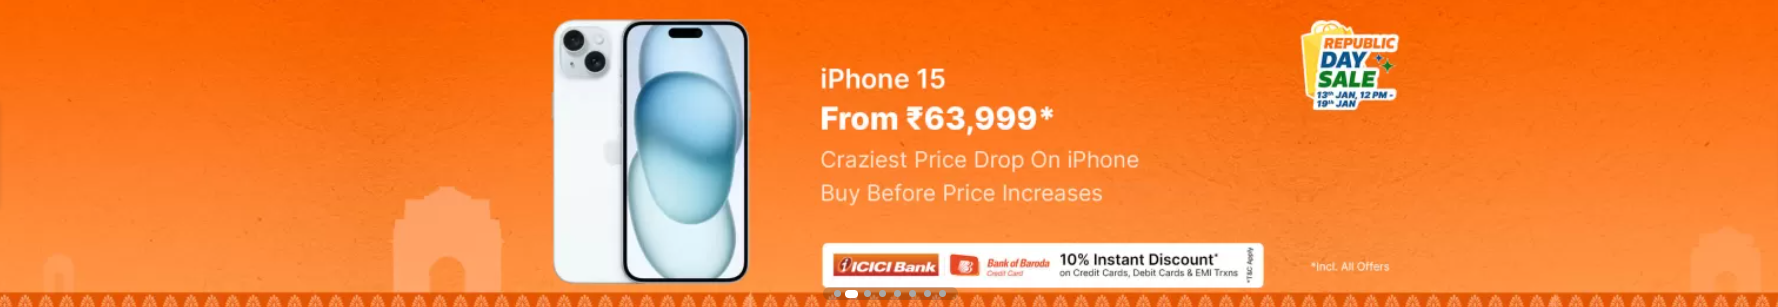 iPhone 15
From ₹63,999*
Craziest Price Drop On iPhone
Buy Before Price Increases
ICICI Bank
Bank of Baroda
Credit Card
10% Instant Discount*
on Credit Cards, Debit Cards & EMI Trxns
*T&C Apply
REPUBLIC
DAY
SALE
13th JAN, 12 PM -
19th JAN
*Incl. All Offers